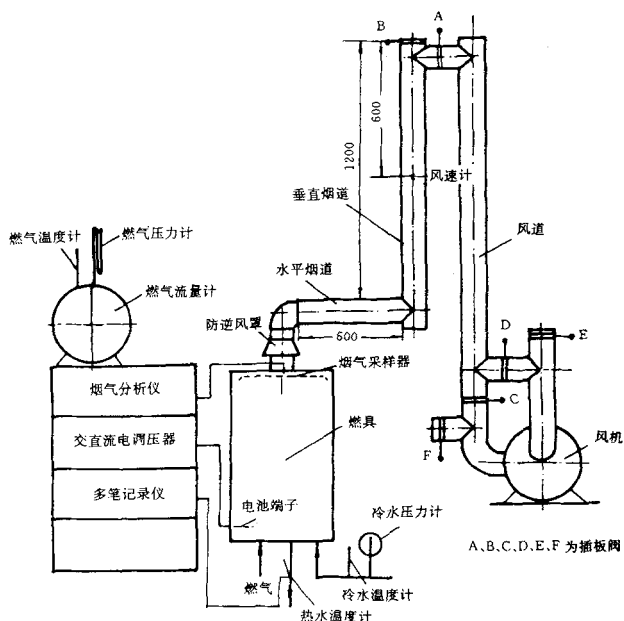 B
A
600
1200
风速计
垂直烟道
燃气温度计
燃气压力计
风道
水平烟道
燃气流量计
防逆风罩
600
D
E
烟气采样器
烟气分析仪
C
交直流电调压器
燃具
F
风机
多笔记录仪
电池端子
冷水压力计
A、B、C、D、E、F 为插板阀
燃气
冷水温度计
热水温度计